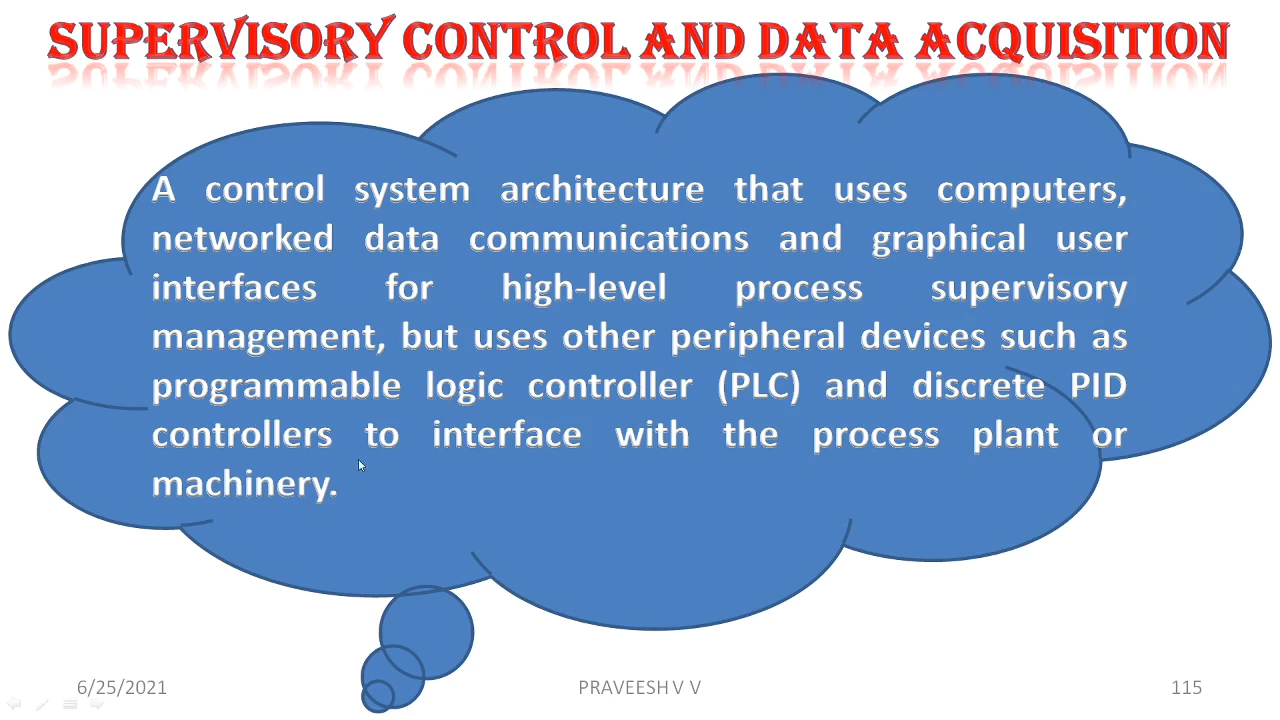 SUPERVISORY CONTROL AND DATA ACQUISITION
A control system architecture that uses computers,
networked data communications and graphical user
interfaces for high-level process supervisory
management, but uses other peripheral devices such as
programmable logic controller (PLC) and discrete PID
controllers to interface with the process plant or
machinery.
6/25/2021
PRAVEESH V V
115